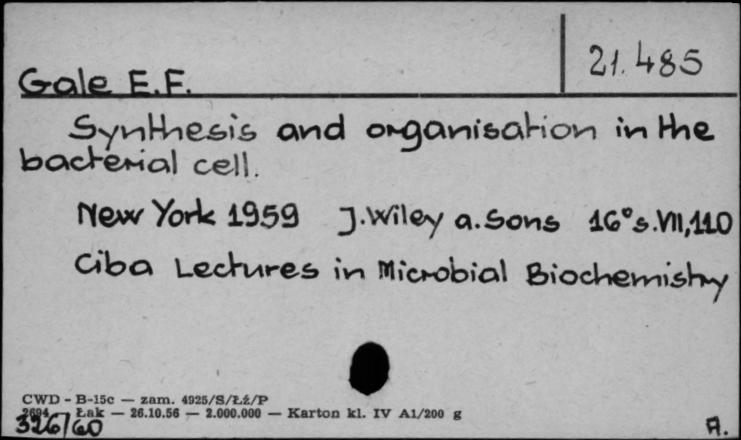 21.485
Gale E.F.
Synthesis and organisation in the
bacterial cell.
New York 1959 J. Wiley a. Sons 16° s. VII, 110
Ciba Lectures in Microbial Biochemistry
CWD - B-15c — zam. 4925/S/Łź/P
2694 Łak — 26.10.56 — 2.000.000 — Karton kl. IV A1/200 g
326/60
A.